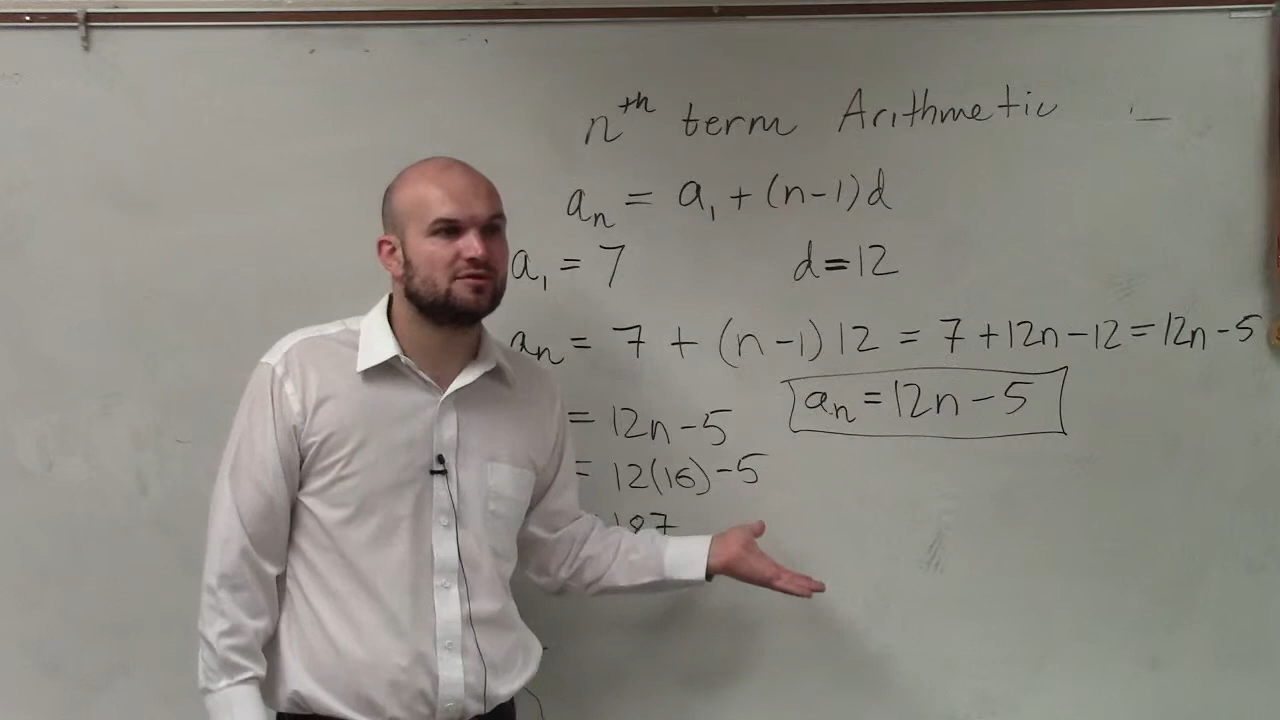 nth term Arithmetic
aₙ = a₁ + (n-1)d
a₁ = 7 d=12
aₙ = 7 + (n-1)12 = 7+12n-12=12n-5
aₙ=12n-5
= 12n-5
= 12(16)-5
187